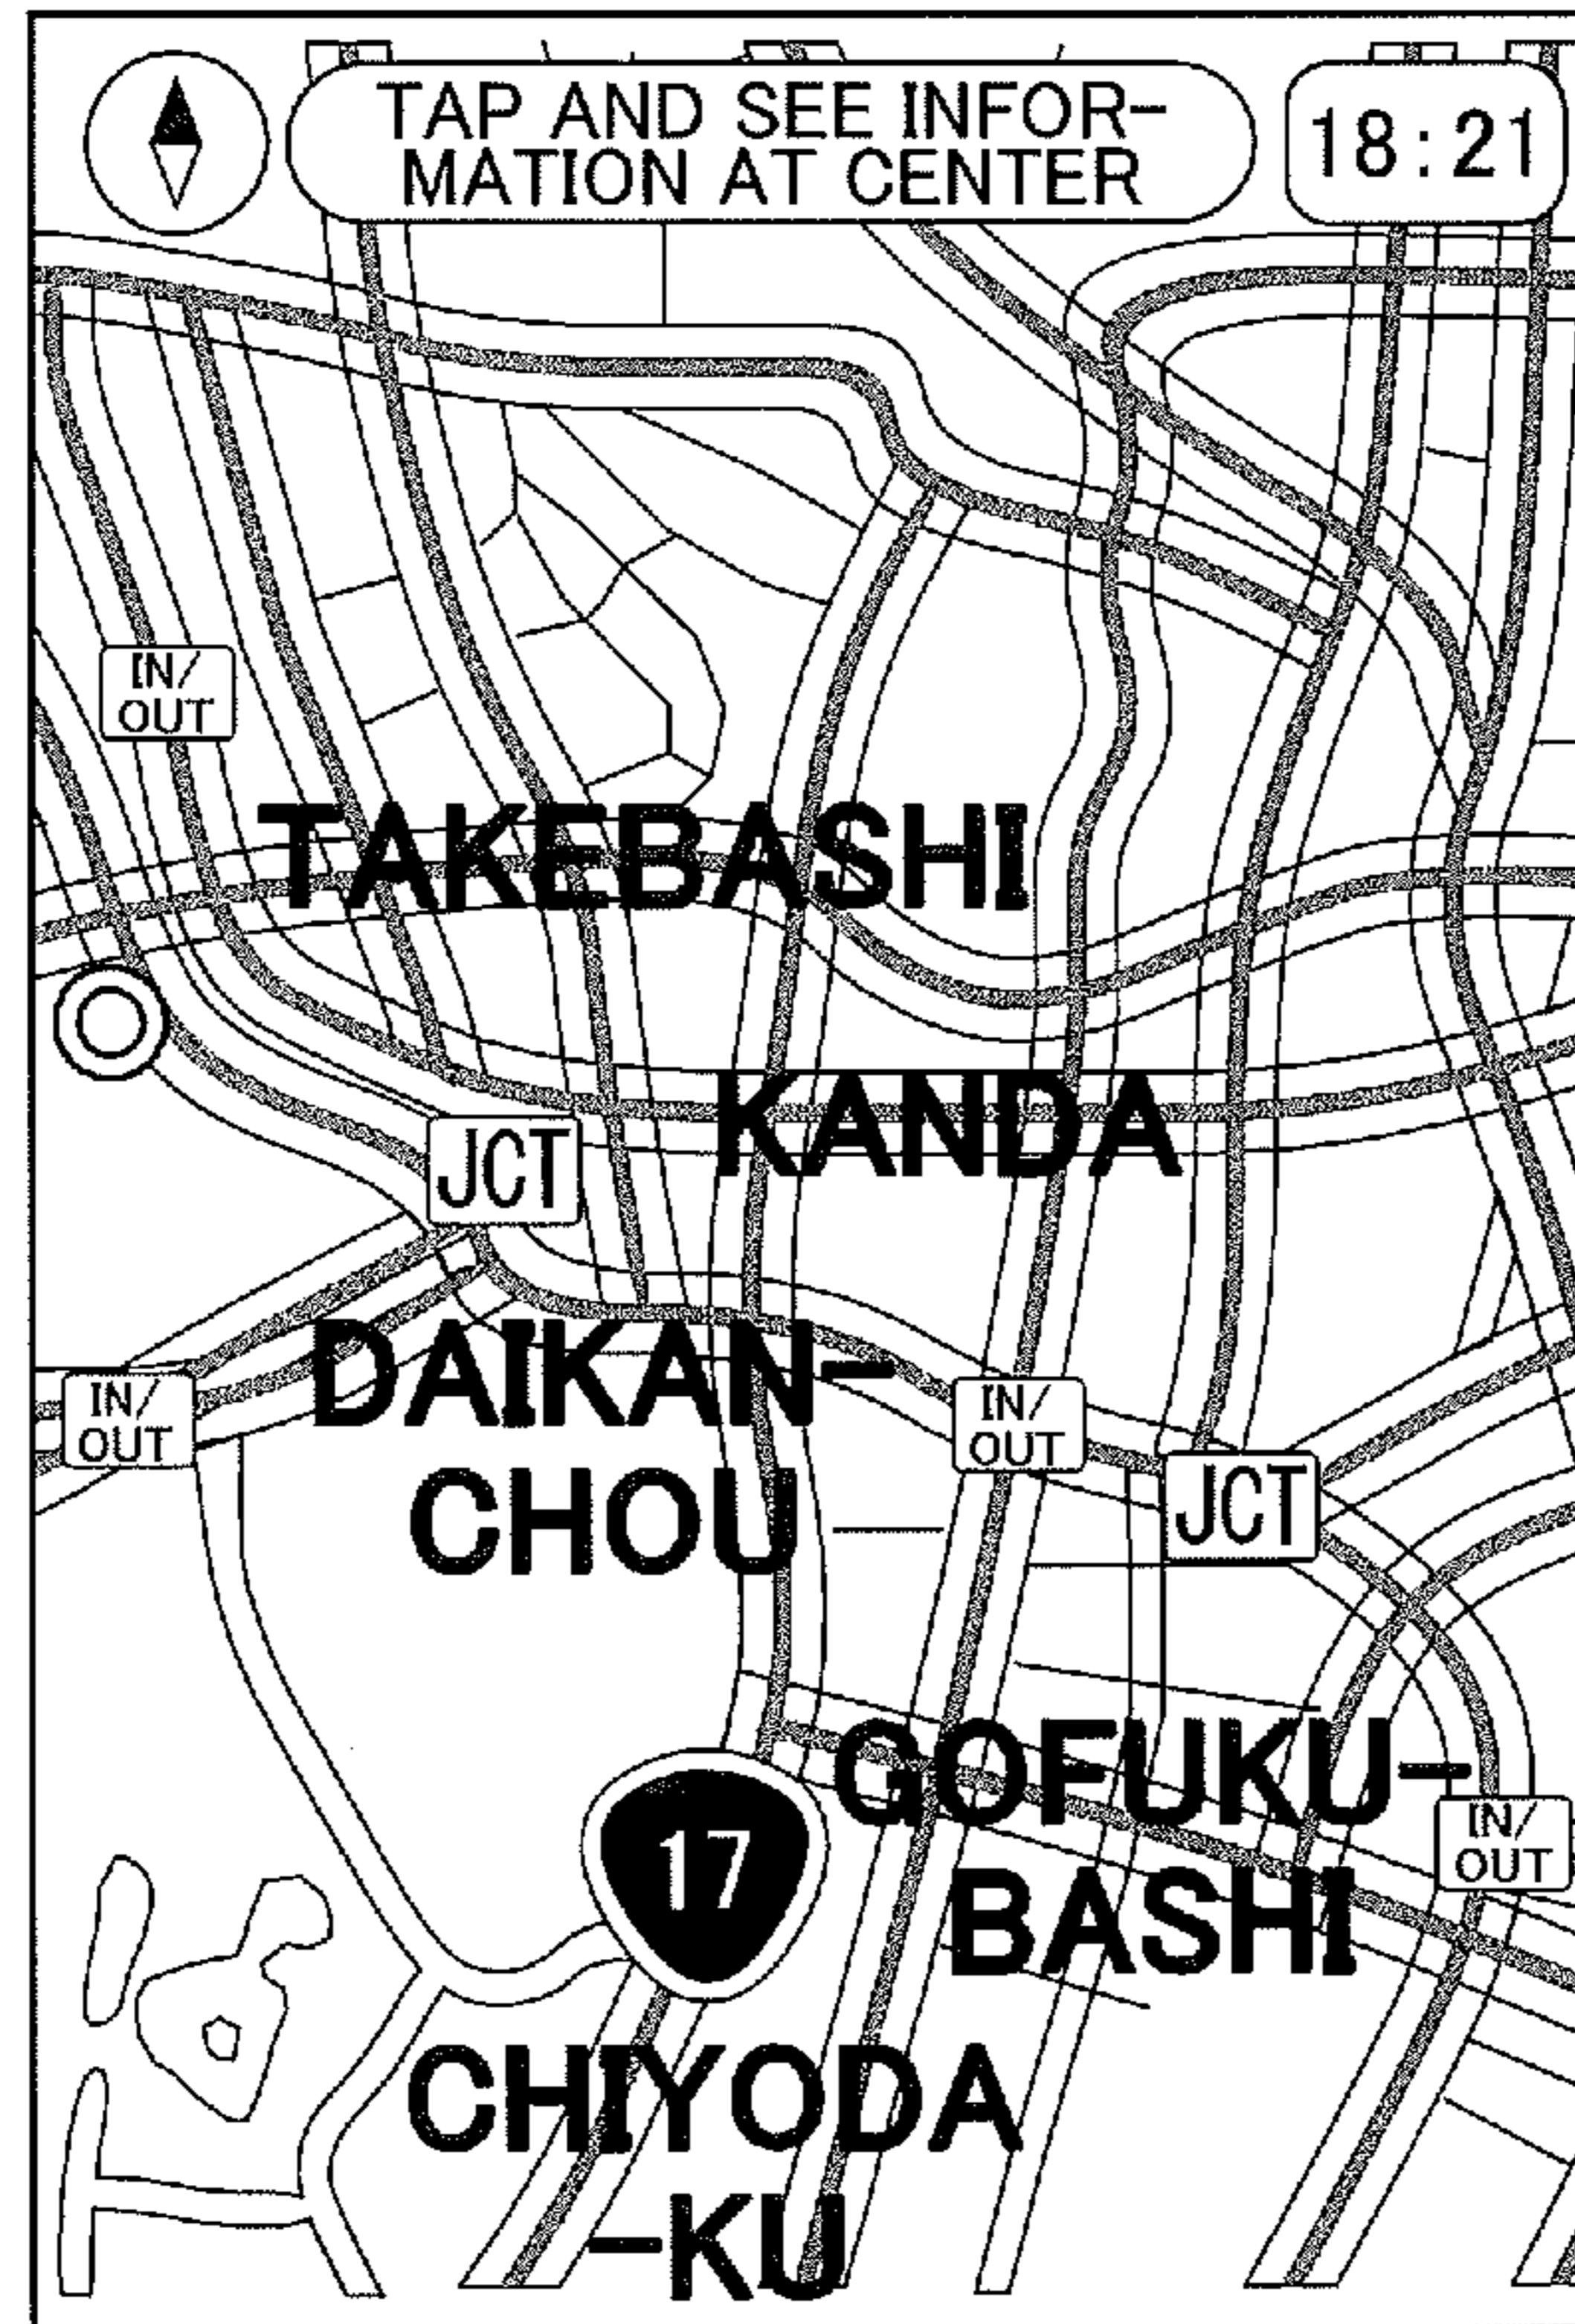 TAP AND SEE INFOR-
MATION AT CENTER
18:21
IN/
OUT
TAKEBASHI
KANDA
JCT
DAIKAN-
CHOU
IN/
OUT
IN/
OUT
JCT
GOFUKU-
BASHI
IN/
OUT
17
CHIYODA
-KU